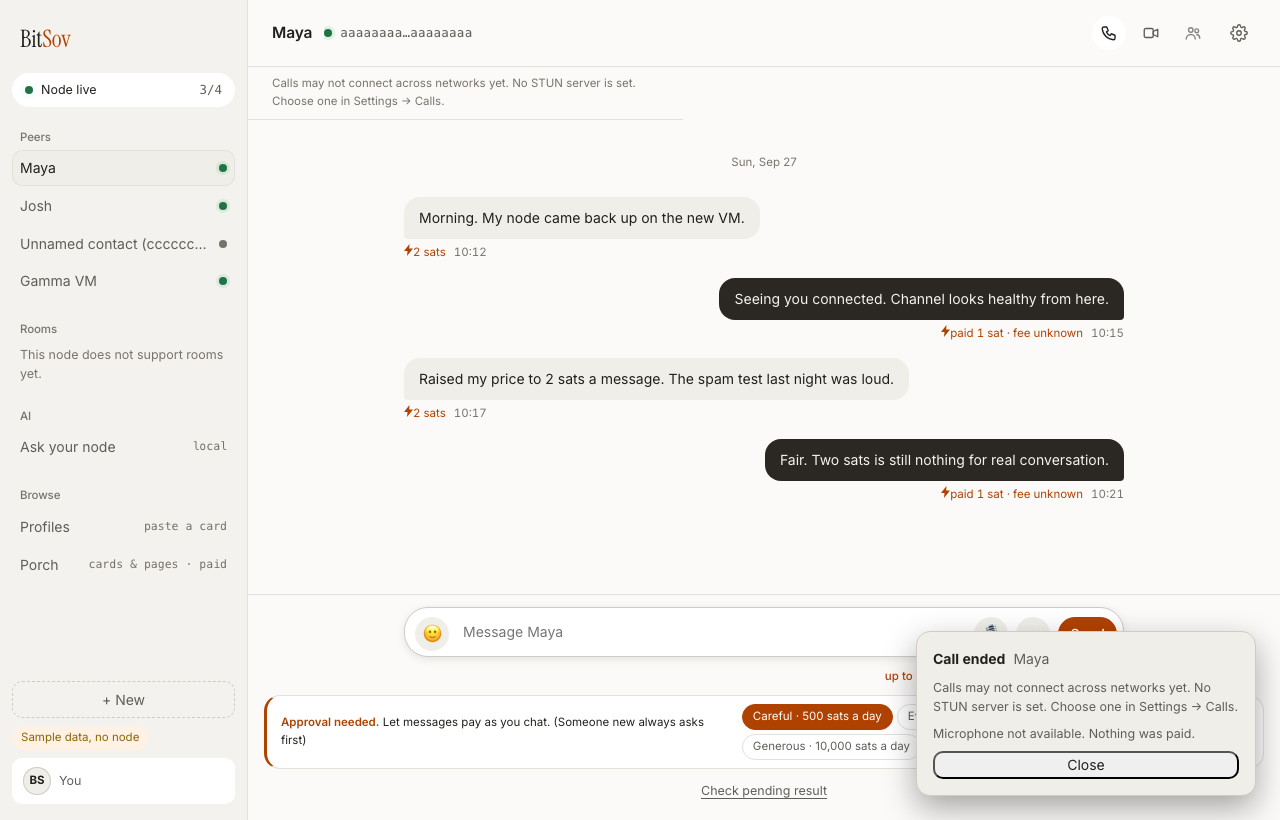 BitSov
Node live 3/4
Peers
Maya
Josh
Unnamed contact (cccccc...
Gamma VM
Rooms
This node does not support rooms
yet.
AI
Ask your node local
Browse
Profiles paste a card
Porch cards & pages · paid
+ New
Sample data, no node
BS You
Maya aaaaaaaa…aaaaaaaa
Calls may not connect across networks yet. No STUN server is set.
Choose one in Settings → Calls.
Sun, Sep 27
Morning. My node came back up on the new VM.
2 sats 10:12
Seeing you connected. Channel looks healthy from here.
paid 1 sat · fee unknown 10:15
Raised my price to 2 sats a message. The spam test last night was loud.
2 sats 10:17
Fair. Two sats is still nothing for real conversation.
paid 1 sat · fee unknown 10:21
Message Maya
up to
Approval needed. Let messages pay as you chat. (Someone new always asks
first)
Careful · 500 sats a day
Generous · 10,000 sats a day
Check pending result
Call ended Maya
Calls may not connect across networks yet. No
STUN server is set. Choose one in Settings → Calls.
Microphone not available. Nothing was paid.
Close